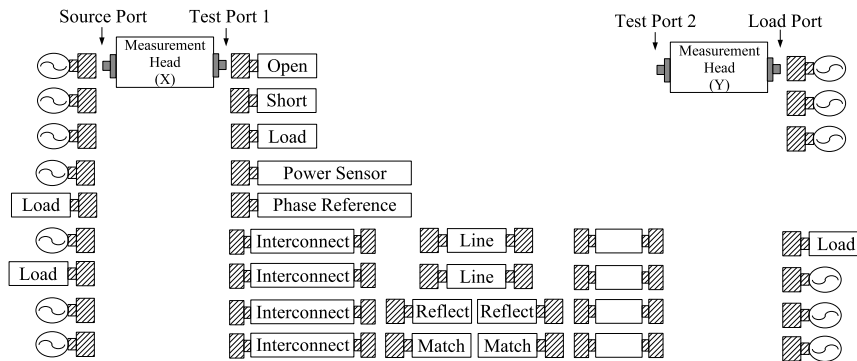 Source Port Test Port 1 Test Port 2 Load Port
Measurement Head (X)
Measurement Head (Y)
Open
Short
Load
Power Sensor
Load Phase Reference
Interconnect Line Load
Load Interconnect Line
Interconnect Reflect Reflect
Interconnect Match Match